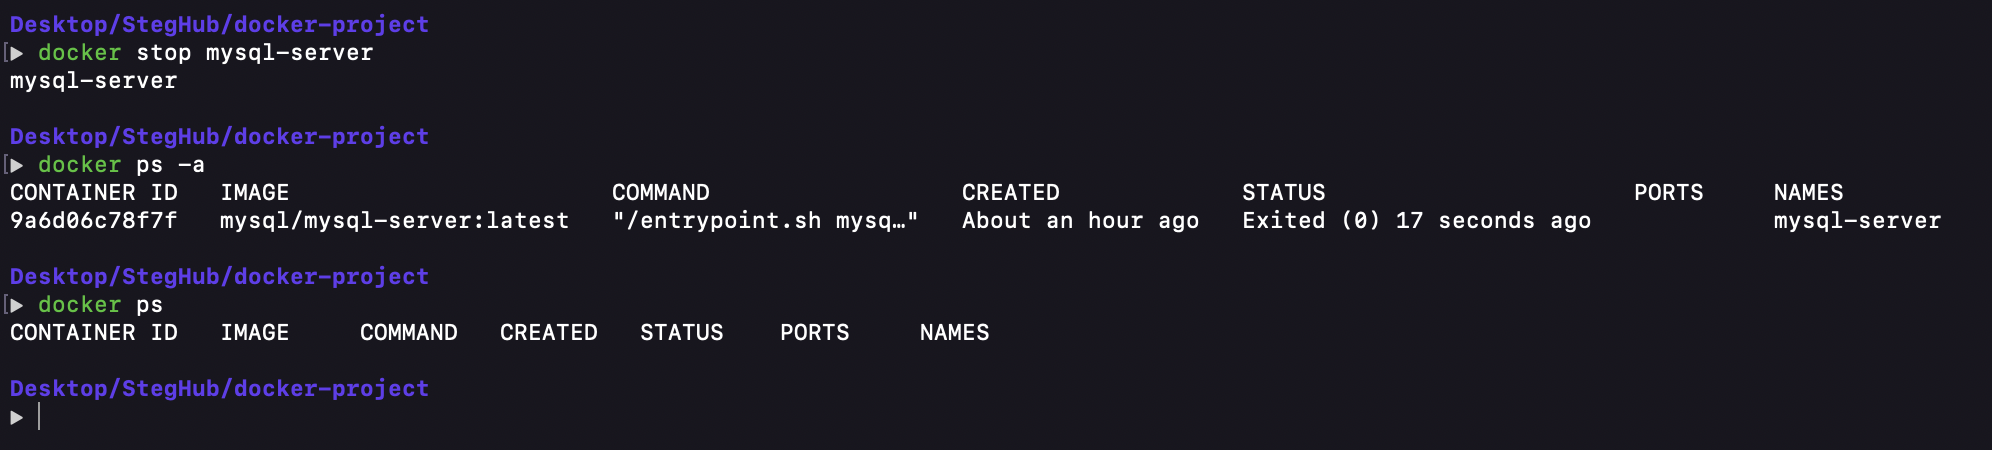 Desktop/StegHub/docker-project
[▶ docker stop mysql-server
mysql-server
Desktop/StegHub/docker-project
[▶ docker ps -a
CONTAINER ID   IMAGE                       COMMAND                  CREATED             STATUS                      PORTS     NAMES
9a6d06c78f7f   mysql/mysql-server:latest   "/entrypoint.sh mysq…"   About an hour ago   Exited (0) 17 seconds ago             mysql-server
Desktop/StegHub/docker-project
[▶ docker ps
CONTAINER ID   IMAGE     COMMAND   CREATED   STATUS    PORTS     NAMES
Desktop/StegHub/docker-project
▶